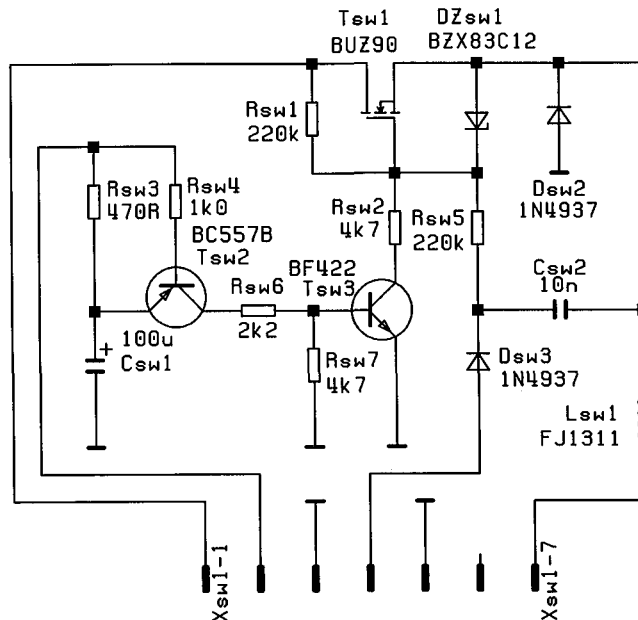 Tsw1
BUZ90
DZsw1
BZX83C12
Rsw1
220k
Rsw3
470R
Rsw4
1k0
Rsw2
4k7
Rsw5
220k
Dsw2
1N4937
BC557B
Tsw2
Rsw6
2k2
BF422
Tsw3
Csw2
10n
100u
+
Csw1
Rsw7
4k7
Dsw3
1N4937
Lsw1
FJ1311
Xsw1-1
Xsw1-7